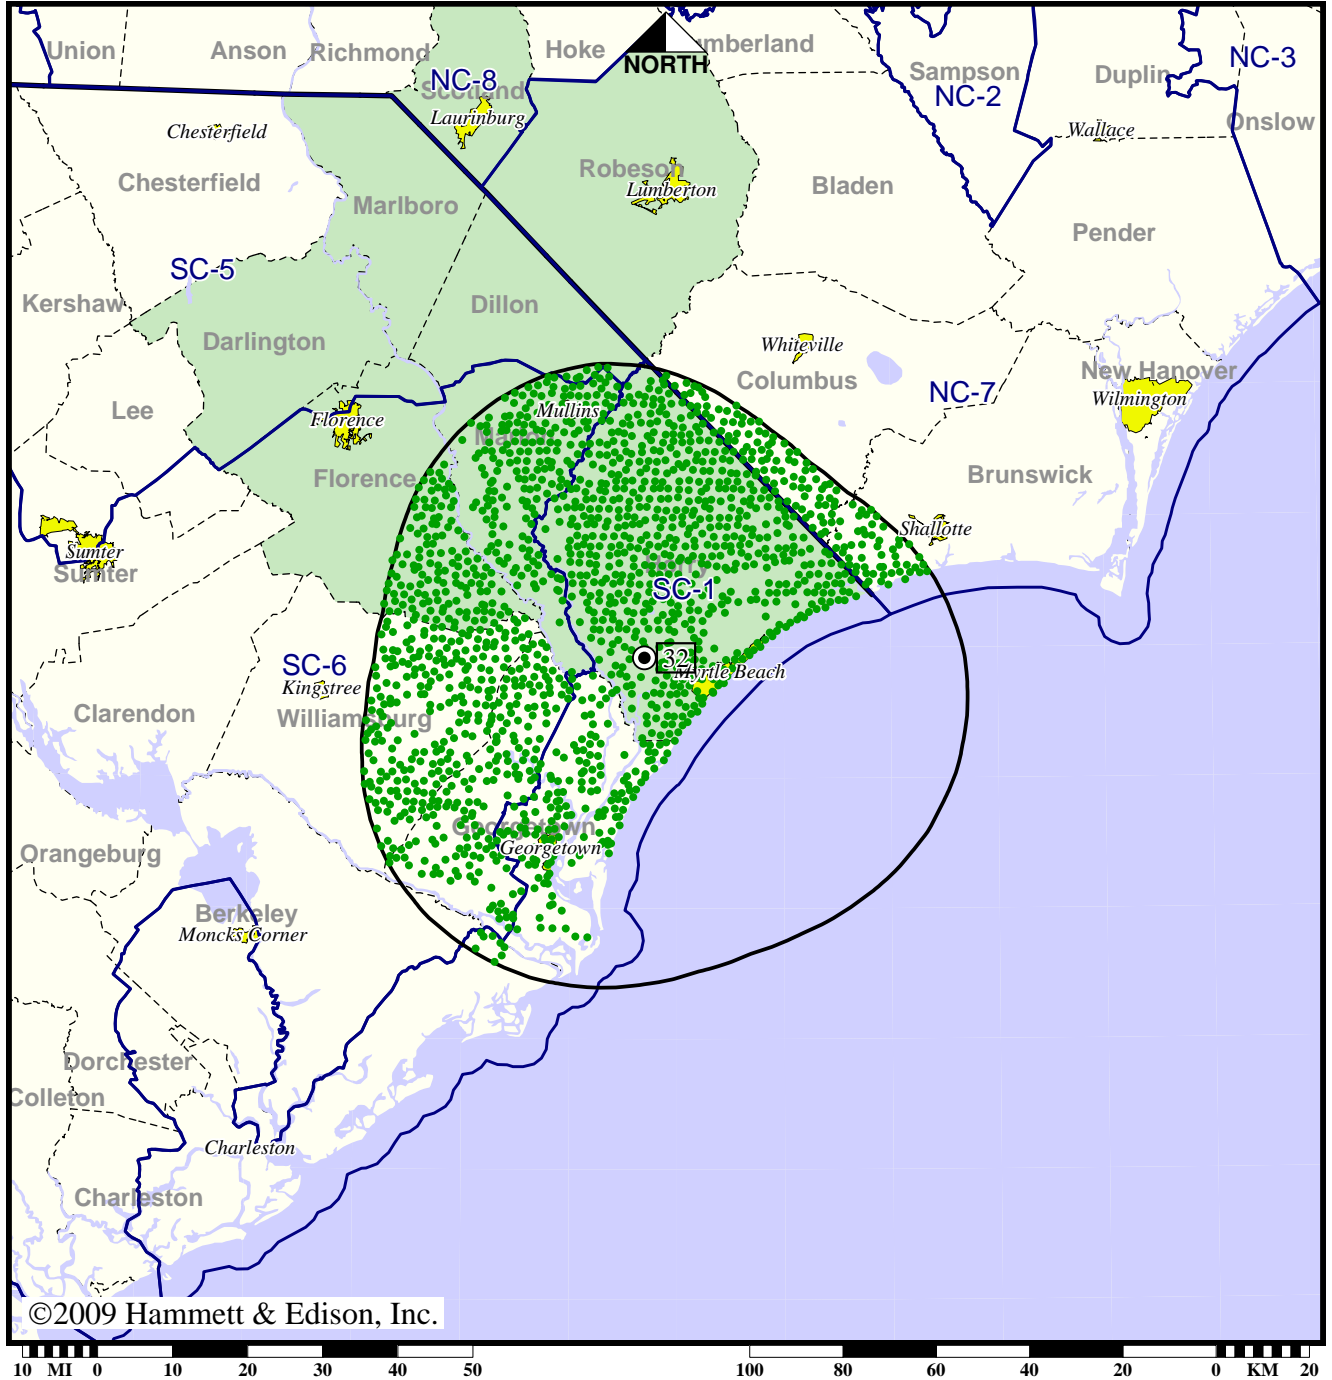 Union
Anson
Richmond
Hoke
umberland
NORTH
NC-8
Scotland
Laurinburg
Sampson
NC-2
Duplin
NC-3
Onslow
Wallace
Chesterfield
Chesterfield
Marlboro
Robeson
Lumberton
Bladen
Pender
SC-5
Kershaw
Dillon
Darlington
Whiteville
Columbus
NC-7
New Hanover
Wilmington
Lee
Florence
Mullins
Marion
Florence
Brunswick
Shallotte
Sumter
Sumter
Horry
SC-1
32
Myrtle Beach
SC-6
Kingstree
Williamsburg
Clarendon
Georgetown
Georgetown
Orangeburg
Berkeley
Moncks Corner
Dorchester
Colleton
Charleston
Charleston
©2009 Hammett & Edison, Inc.
10 MI 0 10 20 30 40 50 100 80 60 40 20 0 KM 20